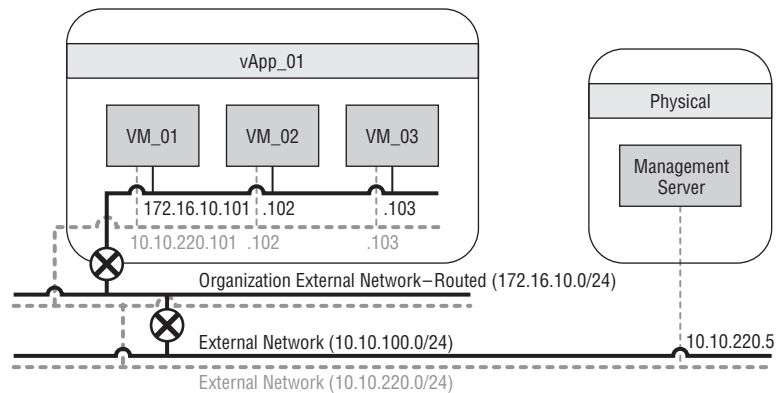 vApp_01
VM_01
VM_02
VM_03
172.16.10.101
.102
.103
10.10.220.101
.102
.103
Physical
Management
Server
Organization External Network–Routed (172.16.10.0/24)
External Network (10.10.100.0/24)
10.10.220.5
External Network (10.10.220.0/24)